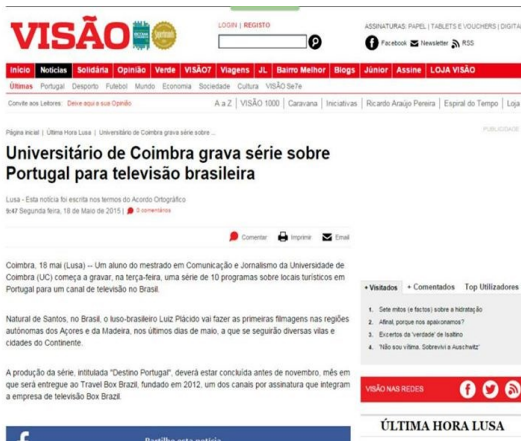 VISÃO
LOGIN | REGISTO
ASSINATURAS: PAPEL | TABLETS E VOUCHERS | DIGITA
Facebook Newsletter RSS
Início Notícias Solidária Opinião Verde VISÃO7 Viagens JL Bairro Melhor Blogs Júnior Assine LOJA VISÃO
Últimas Portugal Desporto Futebol Mundo Economia Sociedade Cultura VISÃO Se7e
Convite aos Leitores: Deixe aqui a sua Opinião
A a Z | VISÃO 1000 | Caravana | Iniciativas | Ricardo Araújo Pereira | Espiral do Tempo | Loja
Página Inicial | Última Hora Lusa | Universitário de Coimbra grava série sobre ...
PUBLICIDADE
Universitário de Coimbra grava série sobre
Portugal para televisão brasileira
Lusa - Esta notícia foi escrita nos termos do Acordo Ortográfico
9:47 Segunda feira, 18 de Maio de 2015 | 0 comentários
Comentar Imprimir Email
Coimbra, 18 mai (Lusa) -- Um aluno do mestrado em Comunicação e Jornalismo da Universidade de
Coimbra (UC) começa a gravar, na terça-feira, uma série de 10 programas sobre locais turísticos em
Portugal para um canal de televisão no Brasil.
Natural de Santos, no Brasil, o luso-brasileiro Luiz Plácido vai fazer as primeiras filmagens nas regiões
autónomas dos Açores e da Madeira, nos últimos dias de maio, a que se seguirão diversas vilas e
cidades do Continente.
A produção da série, intitulada "Destino Portugal", deverá estar concluída antes de novembro, mês em
que será entregue ao Travel Box Brazil, fundado em 2012, um dos canais por assinatura que integram
a empresa de televisão Box Brazil.
+ Visitados + Comentados Top Utilizadores
1. Sete mitos (e factos) sobre a hidratação
2. Afinal, porque nos apaixonamos?
3. Excertos da 'verdade' de Isaltino
4. 'Não sou vítima. Sobrevivi a Auschwitz'
VISÃO NAS REDES
ÚLTIMA HORA LUSA
Partilhe esta notícia